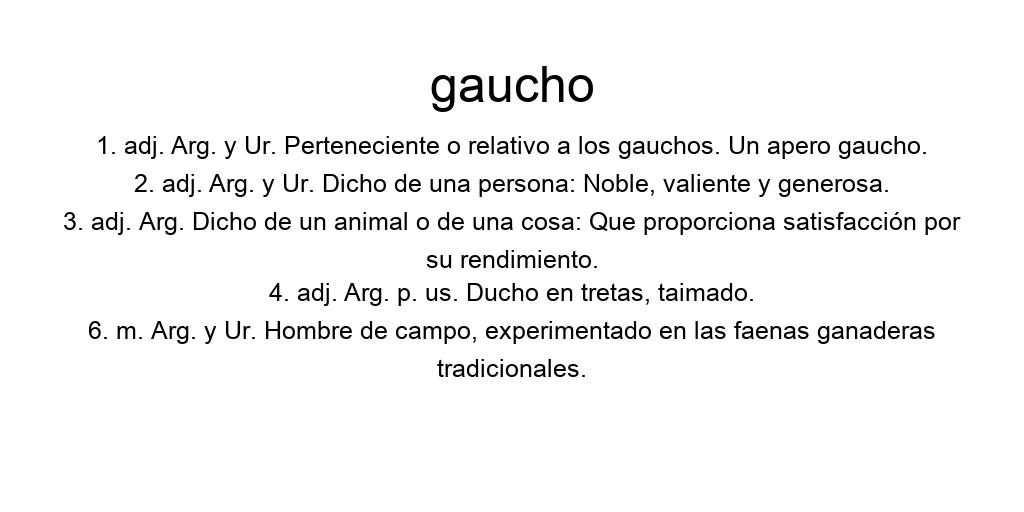 gaucho
1. adj. Arg. y Ur. Perteneciente o relativo a los gauchos. Un apero gaucho.
2. adj. Arg. y Ur. Dicho de una persona: Noble, valiente y generosa.
3. adj. Arg. Dicho de un animal o de una cosa: Que proporciona satisfacción por
su rendimiento.
4. adj. Arg. p. us. Ducho en tretas, taimado.
6. m. Arg. y Ur. Hombre de campo, experimentado en las faenas ganaderas
tradicionales.